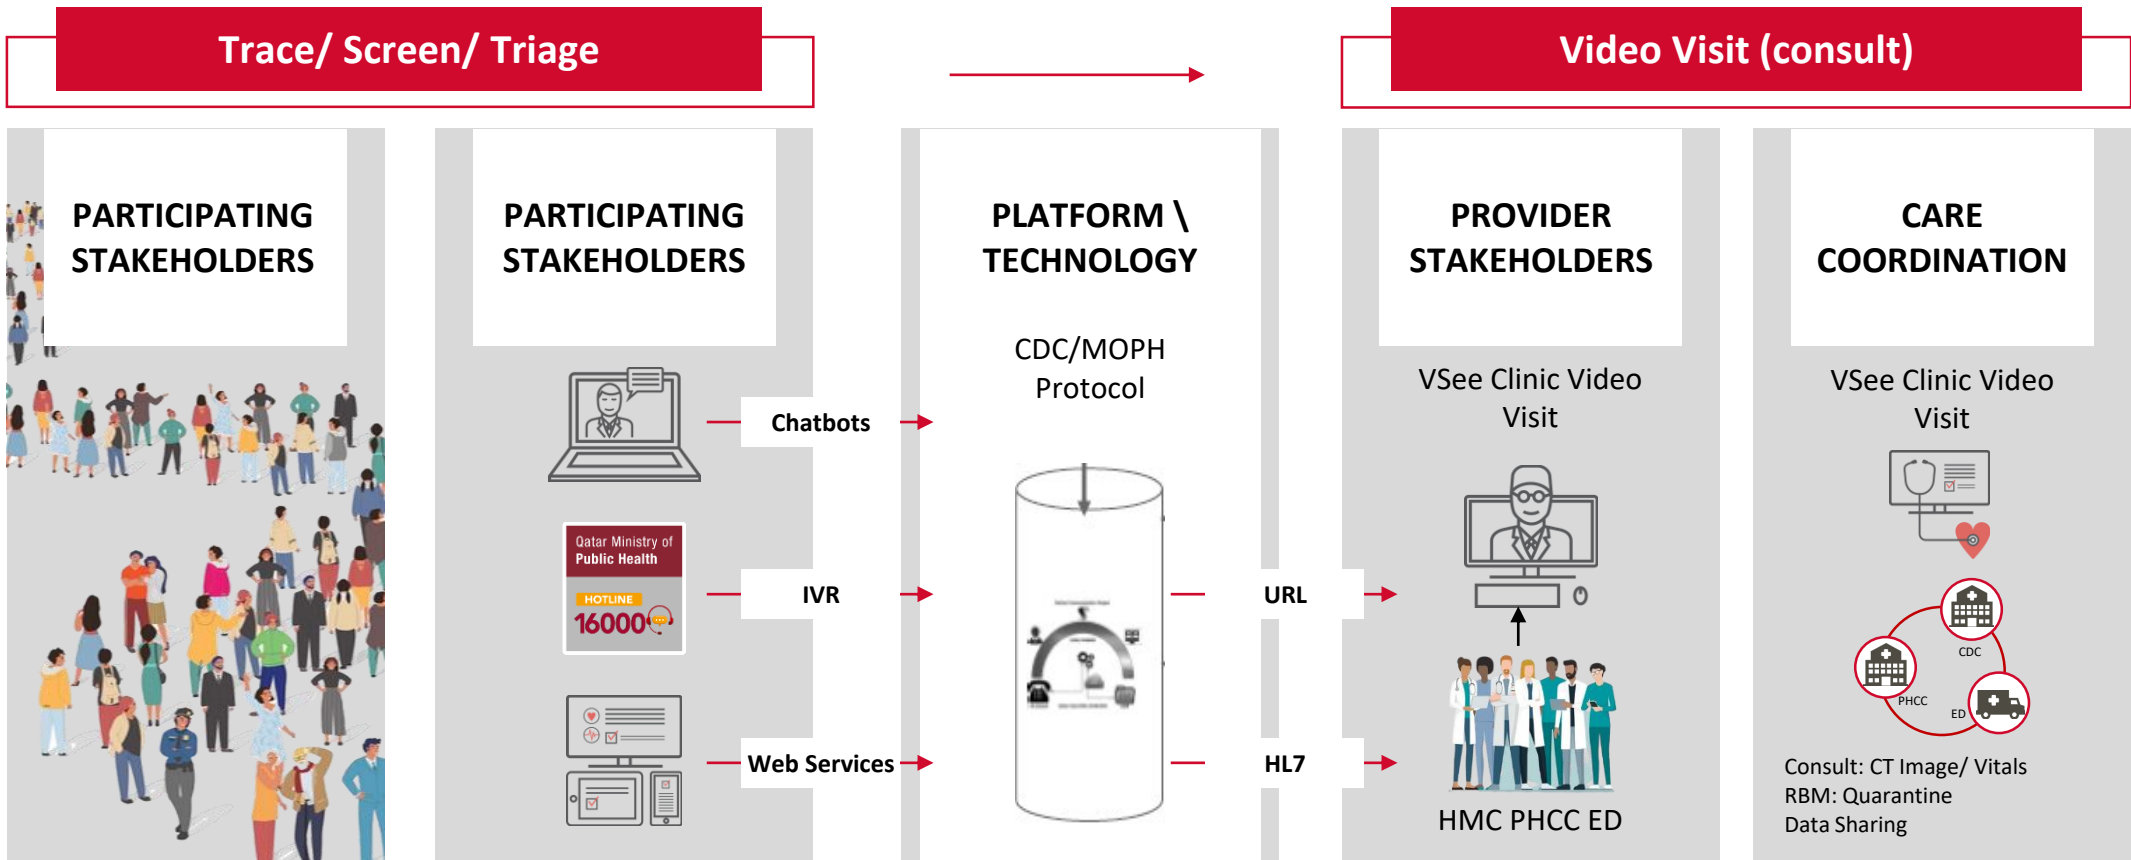 Trace/ Screen/ Triage
Video Visit (consult)
PARTICIPATING
STAKEHOLDERS
PARTICIPATING
STAKEHOLDERS
Chatbots
Qatar Ministry of
Public Health
HOTLINE
16000
IVR
Web Services
PLATFORM \
TECHNOLOGY
CDC/MOPH
Protocol
URL
HL7
PROVIDER
STAKEHOLDERS
VSee Clinic Video
Visit
HMC PHCC ED
CARE
COORDINATION
VSee Clinic Video
Visit
CDC
PHCC
ED
Consult: CT Image/ Vitals
RBM: Quarantine
Data Sharing